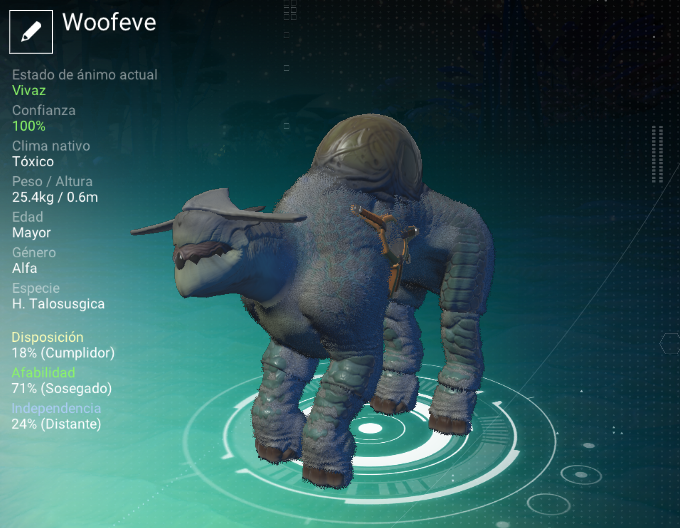 Woofeve
Estado de ánimo actual
Vivaz
Confianza
100%
Clima nativo
Tóxico
Peso / Altura
25.4kg / 0.6m
Edad
Mayor
Género
Alfa
Especie
H. Talosusgica
Disposición
18% (Cumplidor)
Afabilidad
71% (Sosegado)
Independencia
24% (Distante)